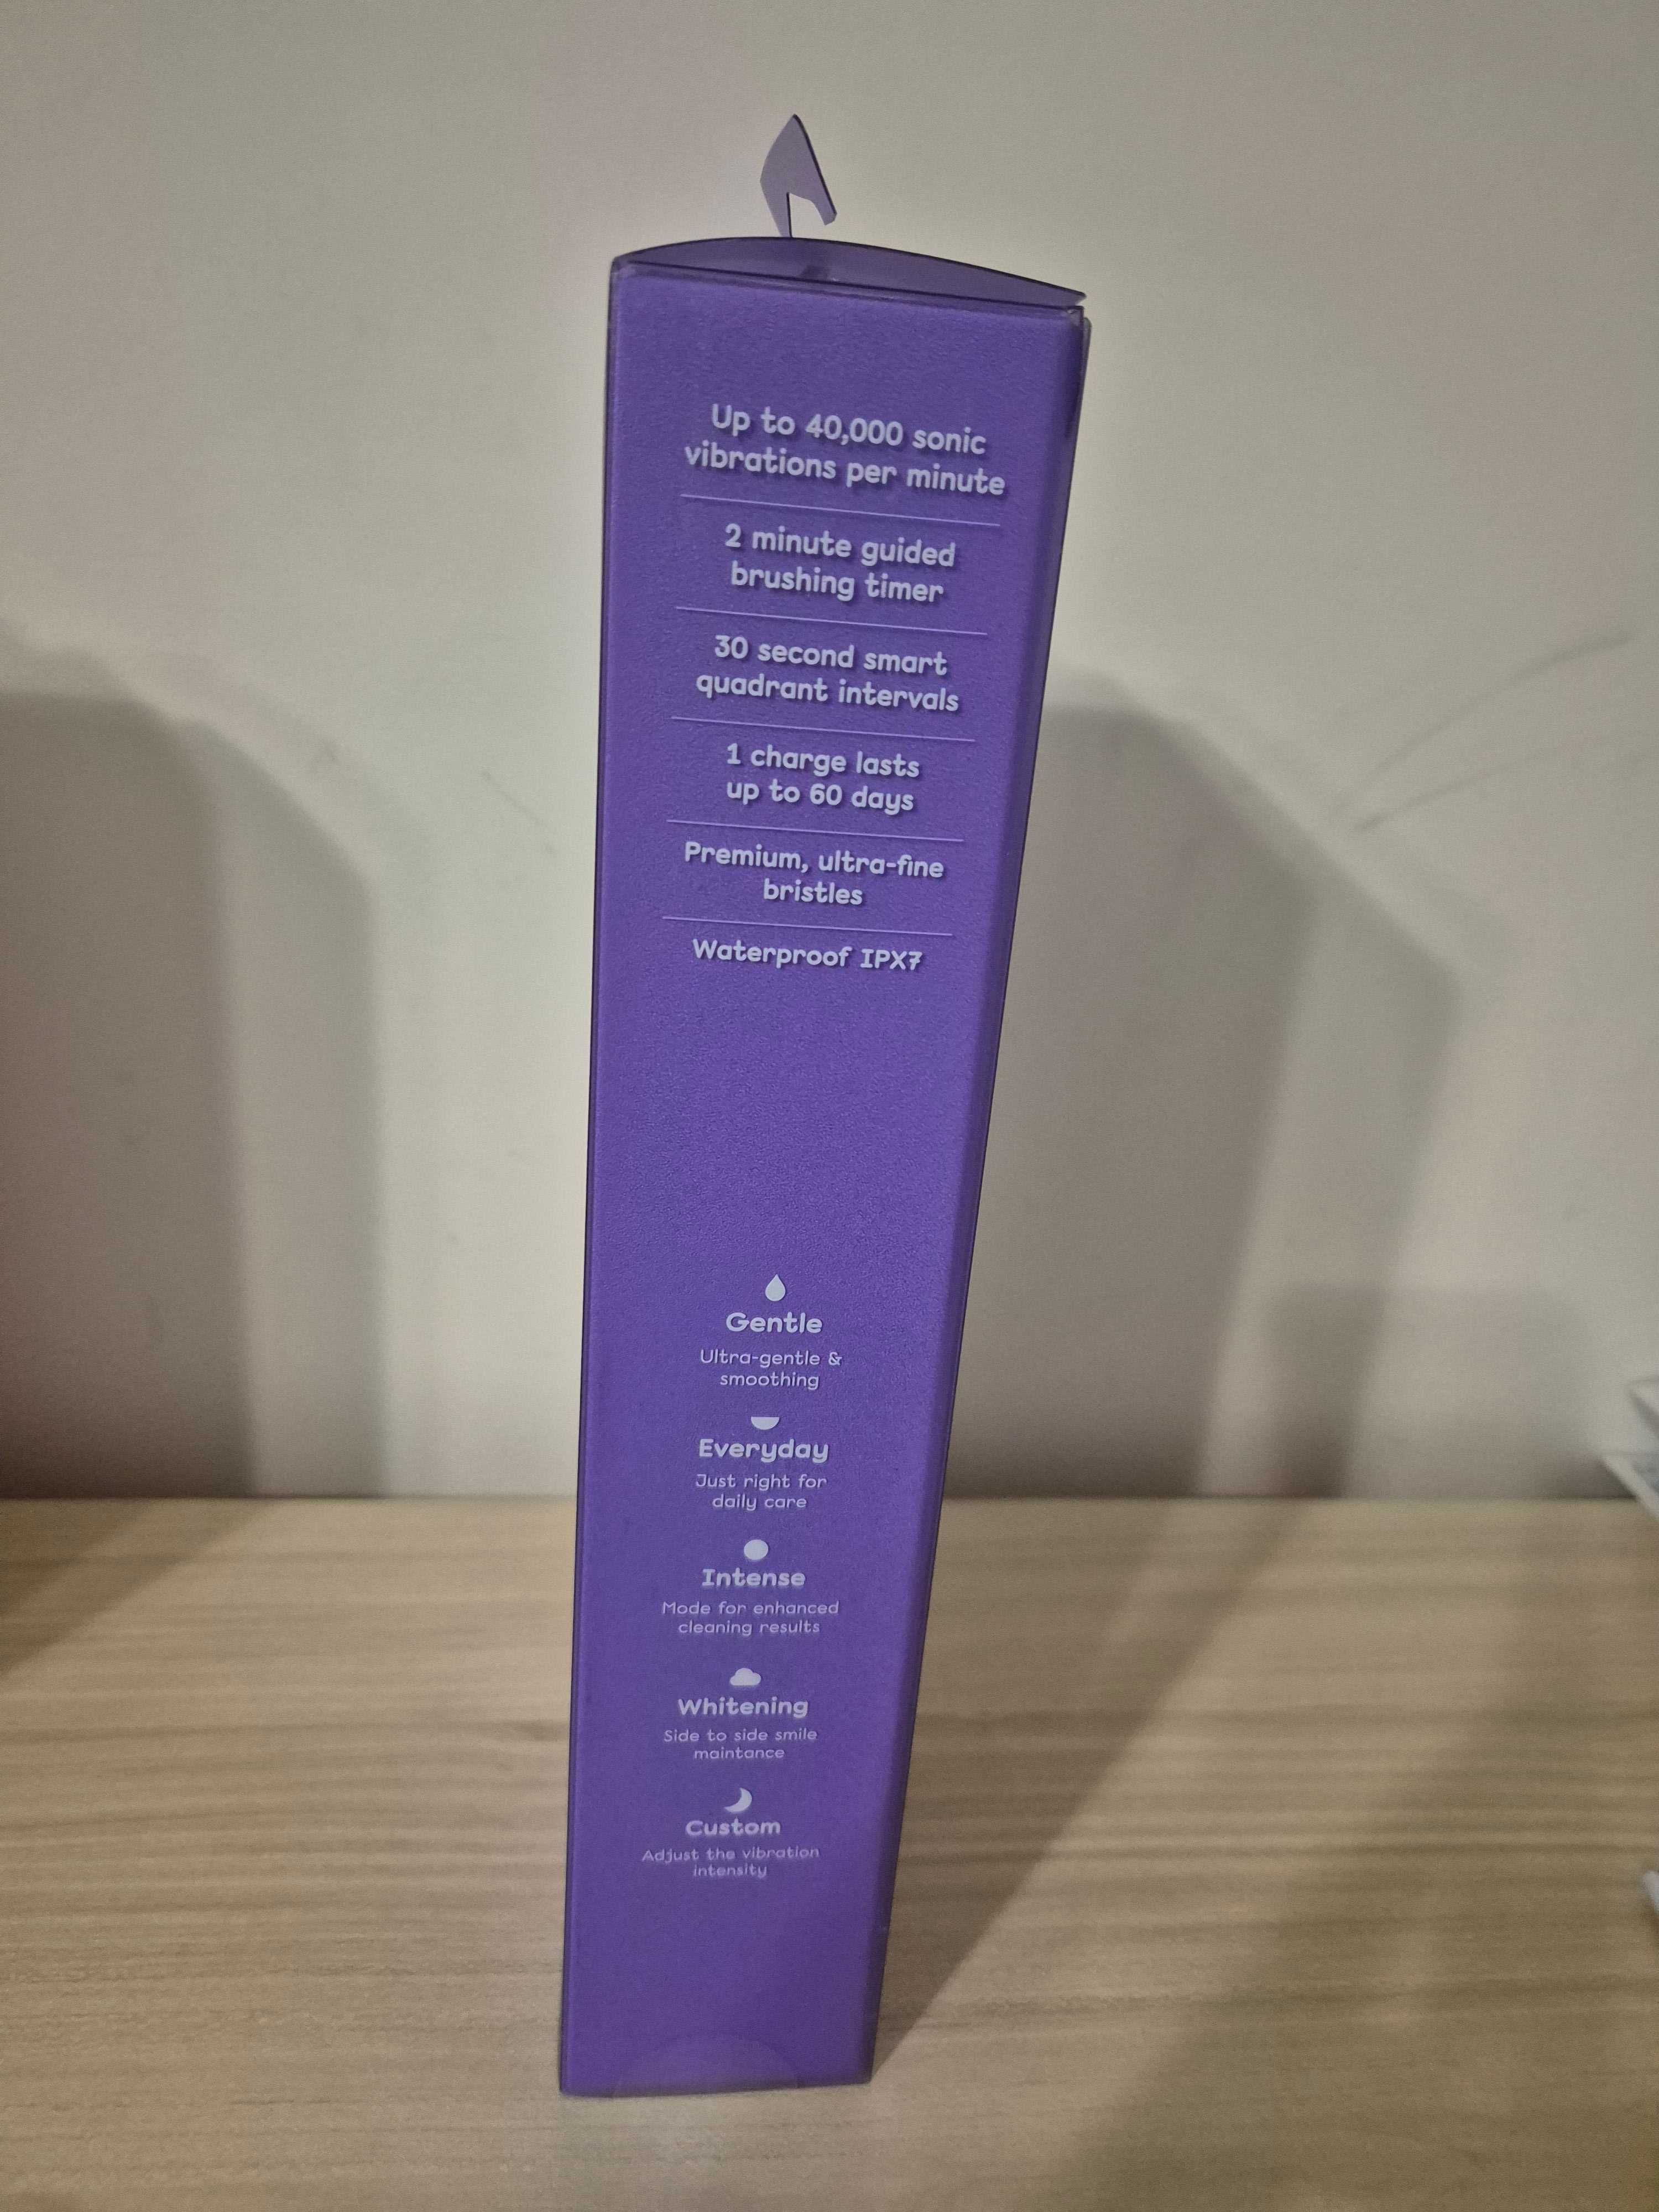 Up to 40,000 sonic
vibrations per minute
2 minute guided
brushing timer
30 second smart
quadrant intervals
1 charge lasts
up to 60 days
Premium, ultra-fine
bristles
Waterproof IPX7
Gentle
Ultra-gentle &
smoothing
Everyday
Just right for
daily care
Intense
Mode for enhanced
cleaning results
Whitening
Side to side smile
maintance
Custom
Adjust the vibration
intensity